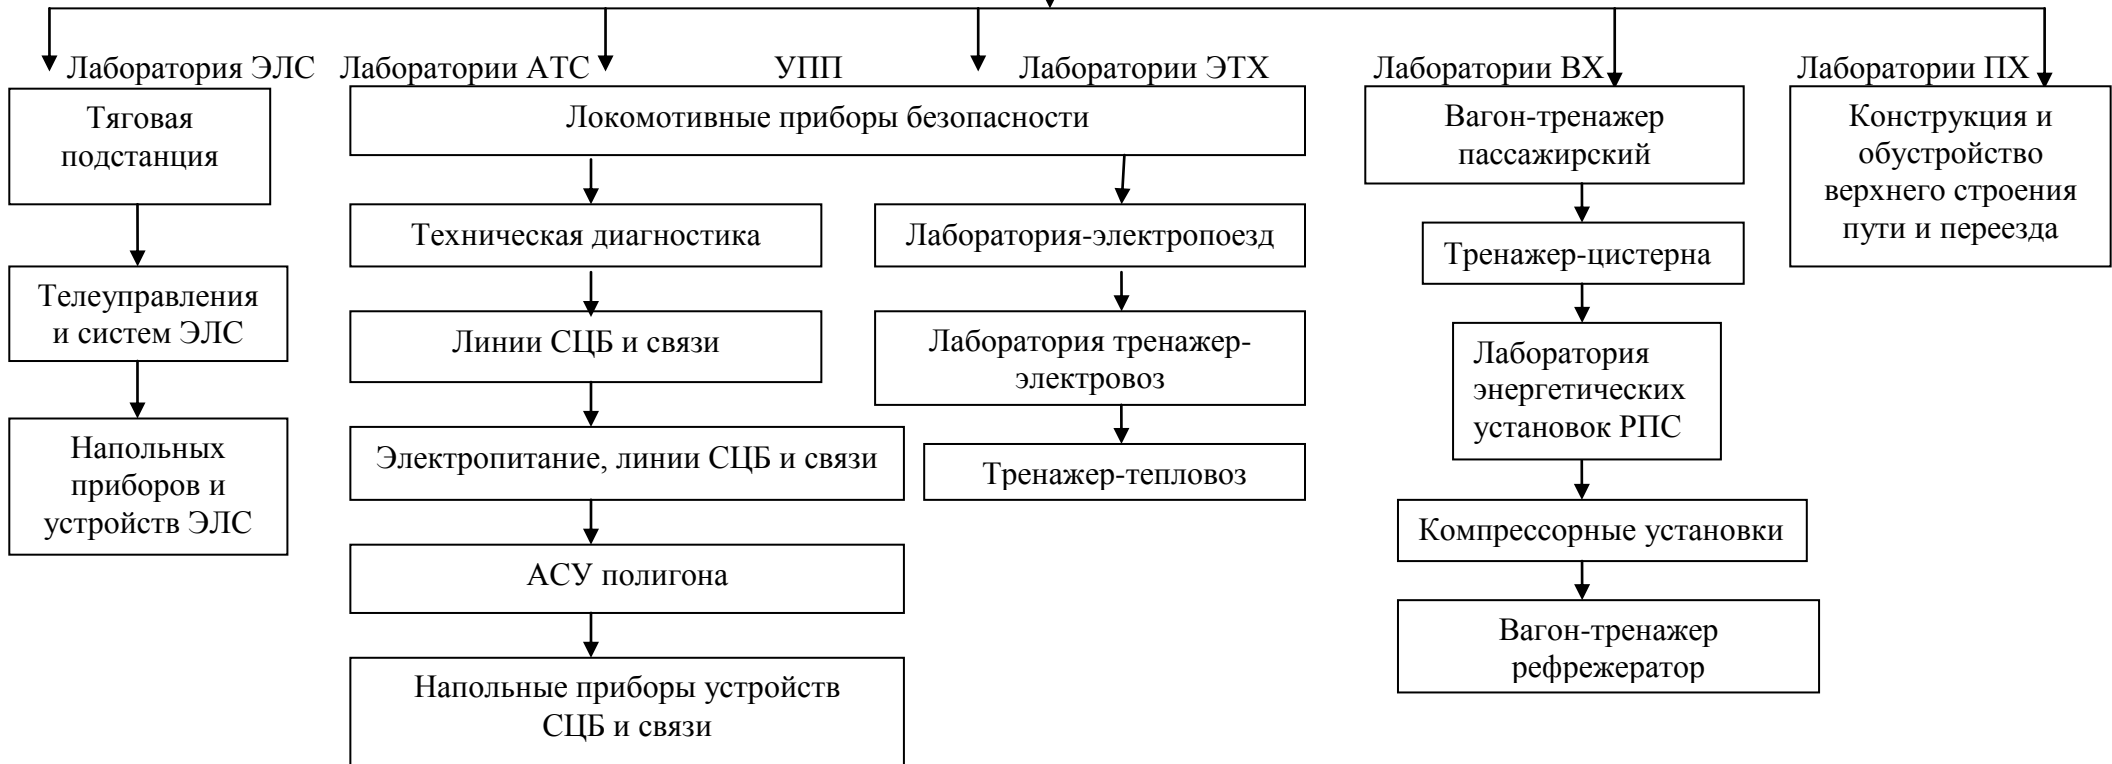 Лаборатория ЭЛС
Лаборатории АТС
УПП
Лаборатории ЭТХ
Лаборатории ВХ
Лаборатории ПХ
Тяговая
подстанция
Телеуправления
и систем ЭЛС
Напольных
приборов и
устройств ЭЛС
Локомотивные приборы безопасности
Техническая диагностика
Линии СЦБ и связи
Электропитание, линии СЦБ и связи
АСУ полигона
Напольные приборы устройств
СЦБ и связи
Лаборатория-электропоезд
Лаборатория тренажер-
электровоз
Тренажер-тепловоз
Вагон-тренажер
пассажирский
Тренажер-цистерна
Лаборатория
энергетических
установок РПС
Компрессорные установки
Вагон-тренажер
рефрежератор
Конструкция и
обустройство
верхнего строения
пути и переезда